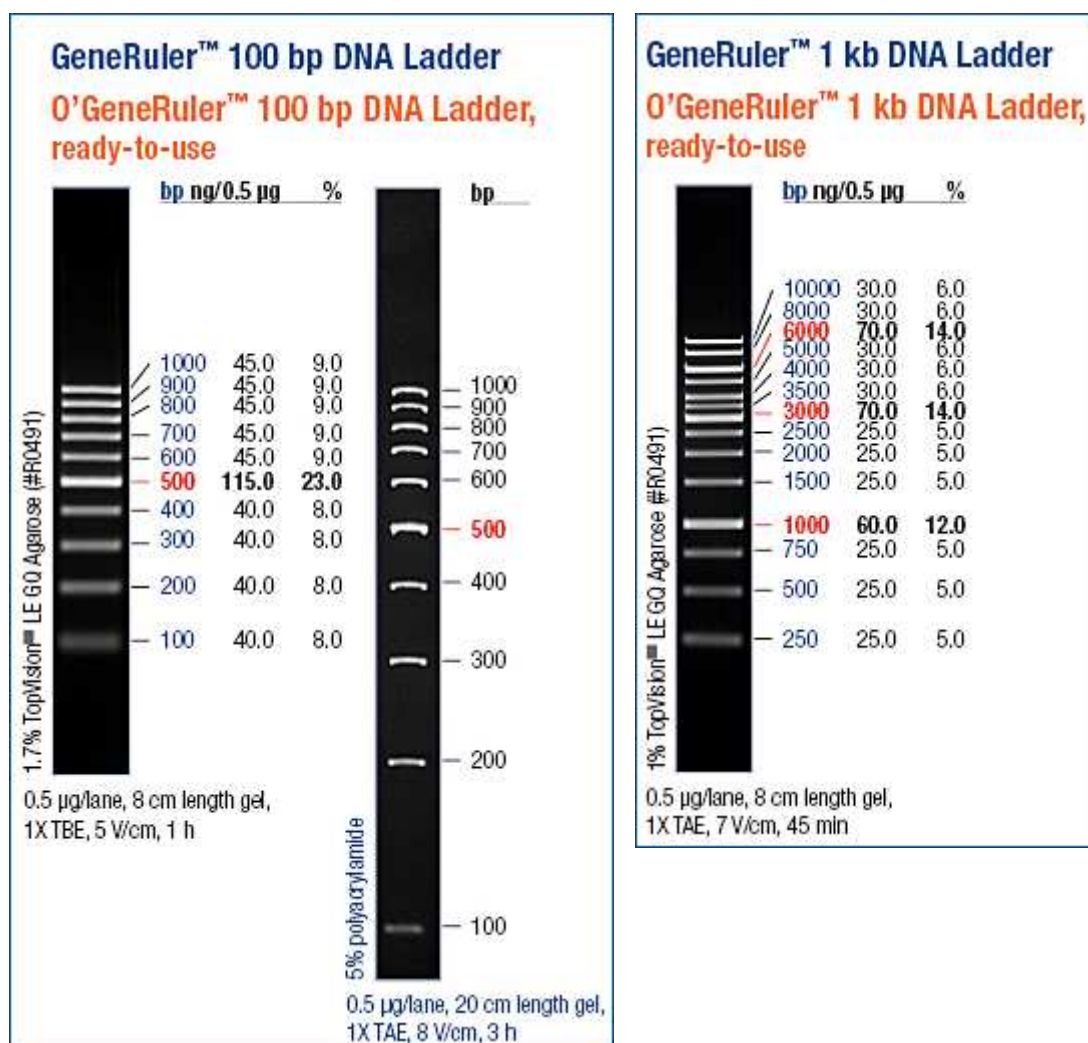 GeneRuler™ 100 bp DNA Ladder
O'GeneRuler™ 100 bp DNA Ladder,
ready-to-use
bp ng/0.5 µg %
1000 45.0 9.0
900 45.0 9.0
800 45.0 9.0
700 45.0 9.0
600 45.0 9.0
500 115.0 23.0
400 40.0 8.0
300 40.0 8.0
200 40.0 8.0
100 40.0 8.0
1.7% TopVision™ LE GQ Agarose (#R0491)
0.5 µg/lane, 8 cm length gel,
1X TBE, 5 V/cm, 1 h
bp
1000
900
800
700
600
500
400
300
200
100
5% polyacrylamide
0.5 µg/lane, 20 cm length gel,
1X TAE, 8 V/cm, 3 h
GeneRuler™ 1 kb DNA Ladder
O'GeneRuler™ 1 kb DNA Ladder,
ready-to-use
bp ng/0.5 µg %
10000 30.0 6.0
8000 30.0 6.0
6000 70.0 14.0
5000 30.0 6.0
4000 30.0 6.0
3500 30.0 6.0
3000 70.0 14.0
2500 25.0 5.0
2000 25.0 5.0
1500 25.0 5.0
1000 60.0 12.0
750 25.0 5.0
500 25.0 5.0
250 25.0 5.0
1% TopVision™ LE GQ Agarose (#R0491)
0.5 µg/lane, 8 cm length gel,
1X TAE, 7 V/cm, 45 min